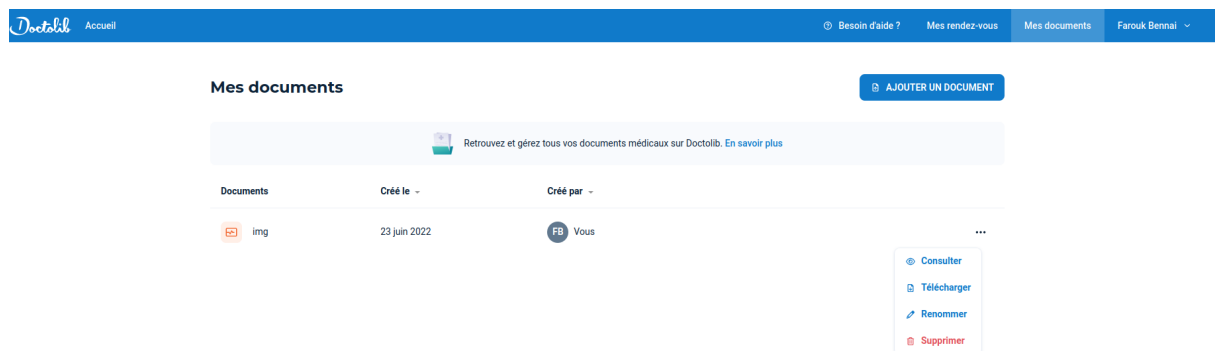 Doctolib Accueil Besoin d'aide ? Mes rendez-vous Mes documents Farouk Bennai
Mes documents AJOUTER UN DOCUMENT
Retrouvez et gérez tous vos documents médicaux sur Doctolib. En savoir plus
Documents Créé le Créé par
img 23 juin 2022 FB Vous
Consulter
Télécharger
Renommer
Supprimer